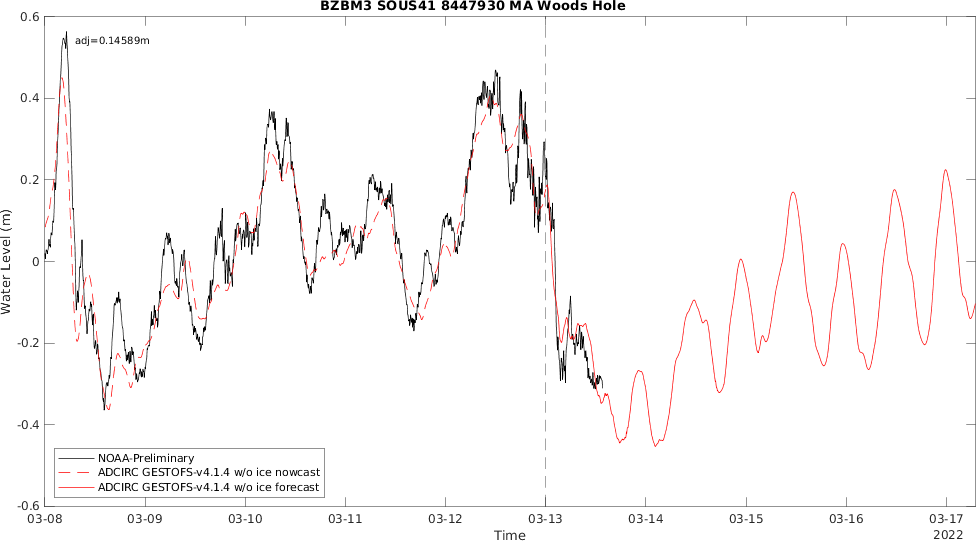 BZBM3 SOUS41 8447930 MA Woods Hole
0.6
adj=0.14589m
0.4
0.2
0
-0.2
-0.4
-0.6
Water Level (m)
NOAA-Preliminary
ADCIRC GESTOFS-v4.1.4 w/o ice nowcast
ADCIRC GESTOFS-v4.1.4 w/o ice forecast
03-08 03-09 03-10 03-11 03-12 03-13 03-14 03-15 03-16 03-17
Time
2022